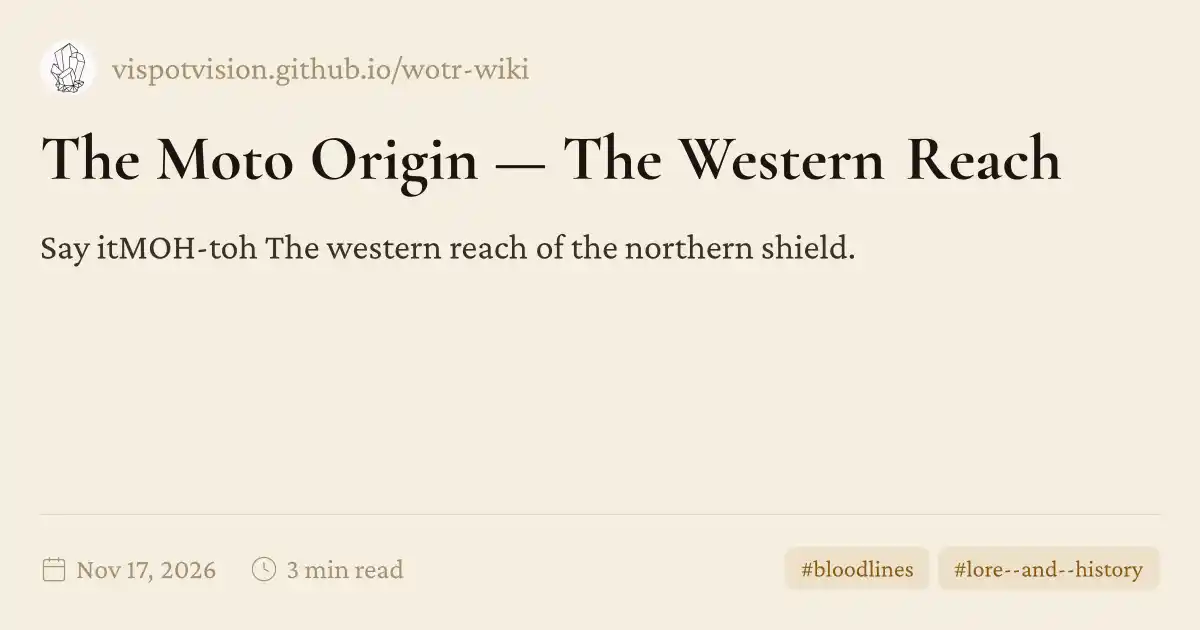 vispotvision.github.io/wotr-wiki
The Moto Origin — The Western Reach
Say itMOH-toh The western reach of the northern shield.
Nov 17, 2026
3 min read
#bloodlines
#lore--and--history